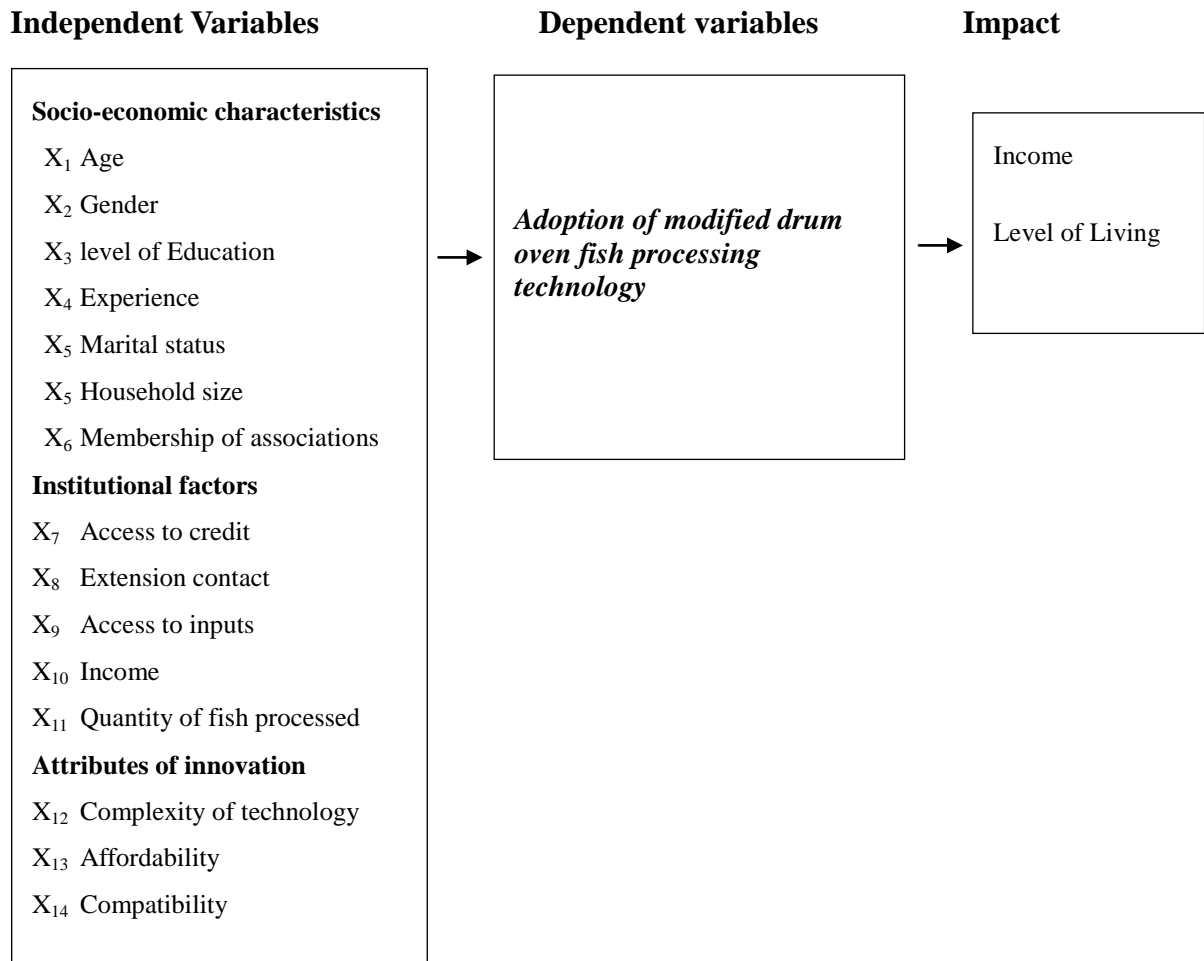 Independent Variables
Dependent variables
Impact
Socio-economic characteristics
X1 Age
X2 Gender
X3 level of Education
X4 Experience
X5 Marital status
X5 Household size
X6 Membership of associations
Institutional factors
X7 Access to credit
X8 Extension contact
X9 Access to inputs
X10 Income
X11 Quantity of fish processed
Attributes of innovation
X12 Complexity of technology
X13 Affordability
X14 Compatibility
Adoption of modified drum
oven fish processing
technology
Income
Level of Living